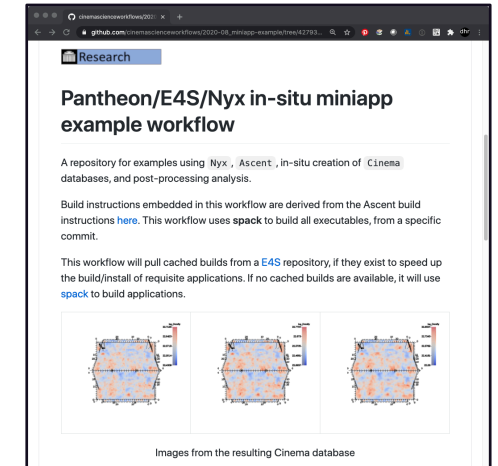 cinemascienceworkflows/2020
github.com/cinemascienceworkflows/2020-08_miniapp-example/tree/42793...
Research
Pantheon/E4S/Nyx in-situ miniapp
example workflow
A repository for examples using Nyx , Ascent , in-situ creation of Cinema
databases, and post-processing analysis.
Build instructions embedded in this workflow are derived from the Ascent build
instructions here. This workflow uses spack to build all executables, from a specific
commit.
This workflow will pull cached builds from a E4S repository, if they exist to speed up
the build/install of requisite applications. If no cached builds are available, it will use
spack to build applications.
Images from the resulting Cinema database